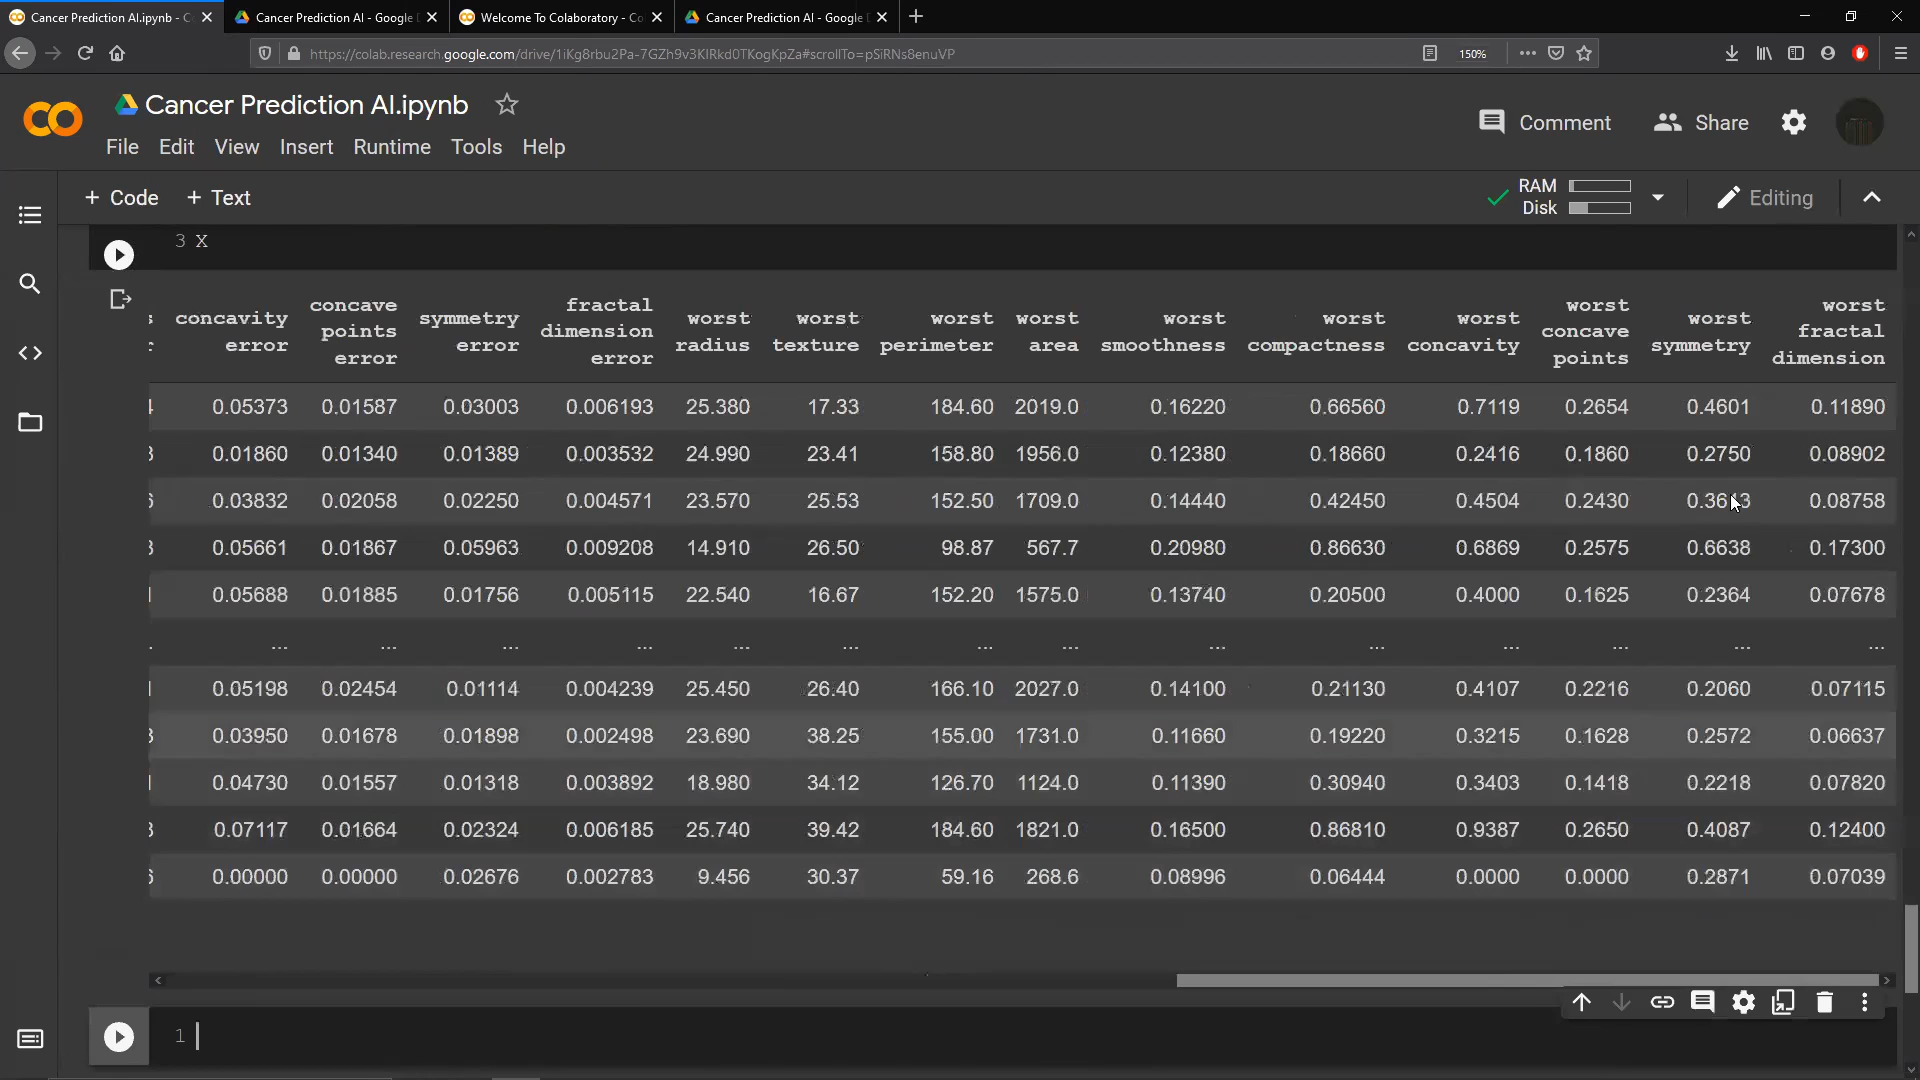 Cancer Prediction AI.ipynb - C
Cancer Prediction AI - Google D
Welcome To Colaboratory - Co
Cancer Prediction AI - Google D
https://colab.research.google.com/drive/1iKg8rbu2Pa-7GZh9v3KIRkd0TKogKpZa#scrollTo=pSiRNs8enuVP
150%
CO
Cancer Prediction AI.ipynb
Comment
Share
File Edit View Insert Runtime Tools Help
+ Code + Text
RAM
Disk
Editing
3 X
concavity error concave points error symmetry error fractal dimension error worst radius worst texture worst perimeter worst area worst smoothness worst compactness worst concavity worst concave points worst symmetry worst fractal dimension
0.05373 0.01587 0.03003 0.006193 25.380 17.33 184.60 2019.0 0.16220 0.66560 0.7119 0.2654 0.4601 0.11890
0.01860 0.01340 0.01389 0.003532 24.990 23.41 158.80 1956.0 0.12380 0.18660 0.2416 0.1860 0.2750 0.08902
0.03832 0.02058 0.02250 0.004571 23.570 25.53 152.50 1709.0 0.14440 0.42450 0.4504 0.2430 0.08758
0.05661 0.01867 0.05963 0.009208 14.910 26.50 98.87 567.7 0.20980 0.86630 0.6869 0.2575 0.6638 0.17300
0.05688 0.01885 0.01756 0.005115 22.540 16.67 152.20 1575.0 0.13740 0.20500 0.4000 0.1625 0.2364 0.07678
... ... ... ... ... ... ... ... ... ... ... ... ... ...
0.05198 0.02454 0.01114 0.004239 25.450 26.40 166.10 2027.0 0.14100 0.21130 0.4107 0.2216 0.2060 0.07115
0.03950 0.01678 0.01898 0.002498 23.690 38.25 155.00 1731.0 0.11660 0.19220 0.3215 0.1628 0.2572 0.06637
0.04730 0.01557 0.01318 0.003892 18.980 34.12 126.70 1124.0 0.11390 0.30940 0.3403 0.1418 0.2218 0.07820
0.07117 0.01664 0.02324 0.006185 25.740 39.42 184.60 1821.0 0.16500 0.86810 0.9387 0.2650 0.4087 0.12400
0.00000 0.00000 0.02676 0.002783 9.456 30.37 59.16 268.6 0.08996 0.06444 0.0000 0.0000 0.2871 0.07039
1